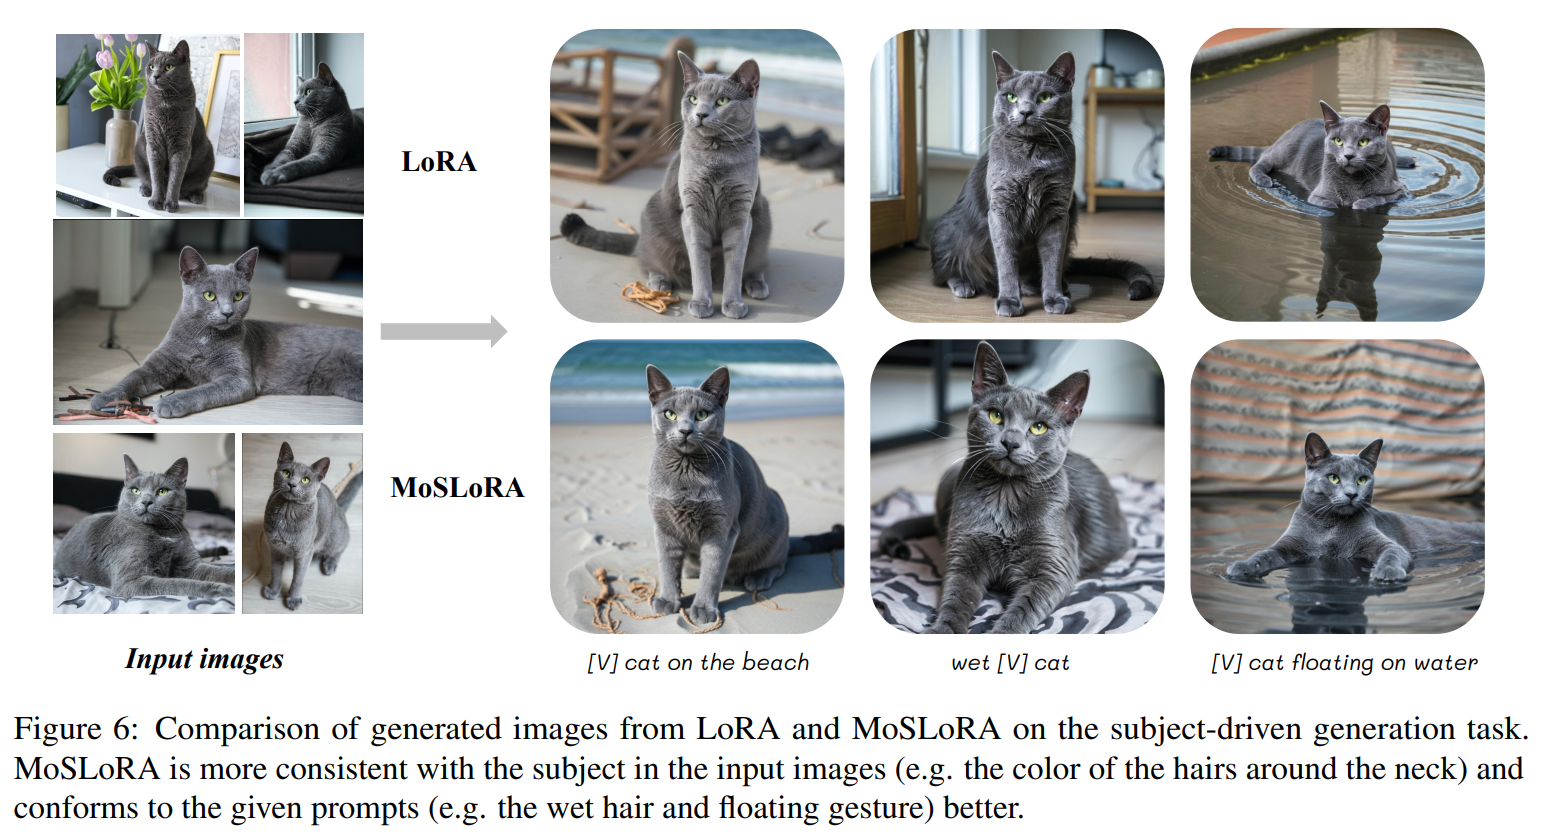 LoRA
MoSLoRA
Input images
[V] cat on the beach
wet [V] cat
[V] cat floating on water
Figure 6: Comparison of generated images from LoRA and MoSLoRA on the subject-driven generation task.
MoSLoRA is more consistent with the subject in the input images (e.g. the color of the hairs around the neck) and
conforms to the given prompts (e.g. the wet hair and floating gesture) better.